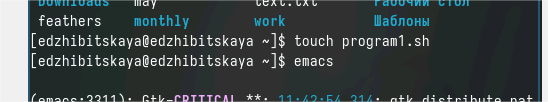 Downloads may text.txt Рабочий стол
feathers monthly work Шаблоны
[edzhibitskaya@edzhibitskaya ~]$ touch program1.sh
[edzhibitskaya@edzhibitskaya ~]$ emacs
(emacs:3311): Gtk-CRITICAL **: 11:42:54.314: gtk_distribute_nat